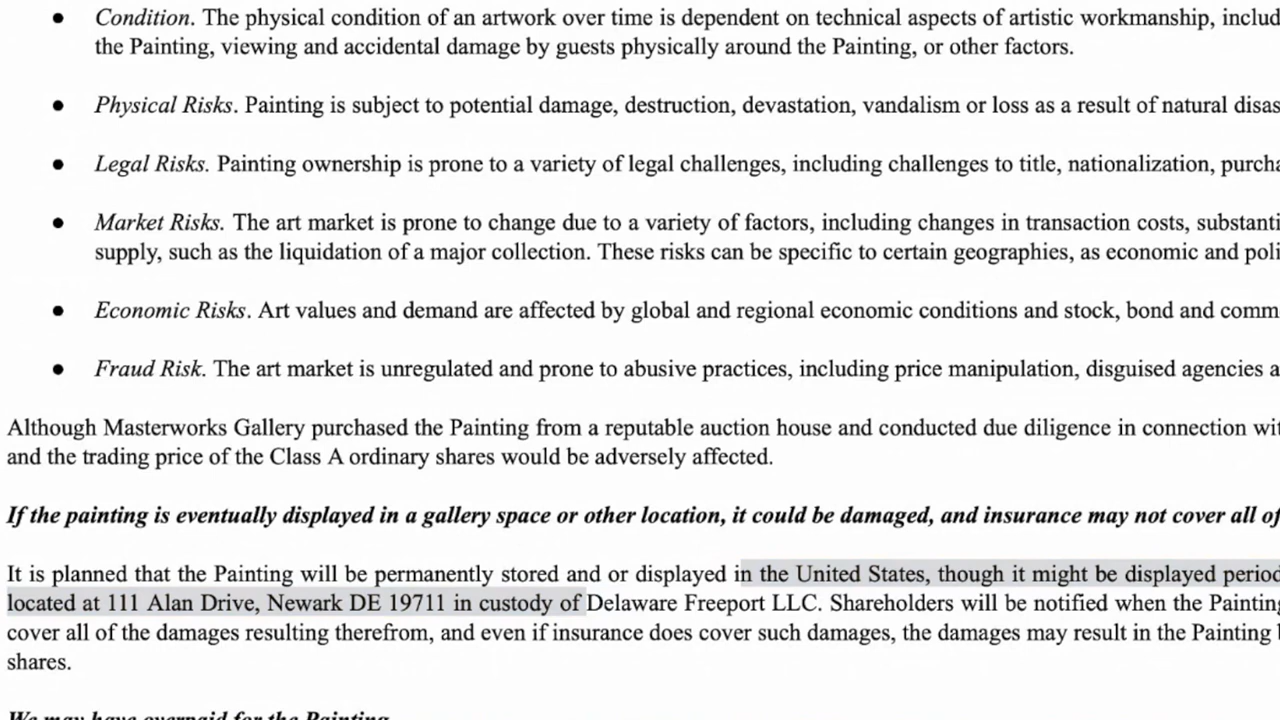 ● Condition. The physical condition of an artwork over time is dependent on technical aspects of artistic workmanship, includ
the Painting, viewing and accidental damage by guests physically around the Painting, or other factors.
● Physical Risks. Painting is subject to potential damage, destruction, devastation, vandalism or loss as a result of natural disas
● Legal Risks. Painting ownership is prone to a variety of legal challenges, including challenges to title, nationalization, purcha
● Market Risks. The art market is prone to change due to a variety of factors, including changes in transaction costs, substanti
supply, such as the liquidation of a major collection. These risks can be specific to certain geographies, as economic and poli
● Economic Risks. Art values and demand are affected by global and regional economic conditions and stock, bond and comm
● Fraud Risk. The art market is unregulated and prone to abusive practices, including price manipulation, disguised agencies a
Although Masterworks Gallery purchased the Painting from a reputable auction house and conducted due diligence in connection wit
and the trading price of the Class A ordinary shares would be adversely affected.
If the painting is eventually displayed in a gallery space or other location, it could be damaged, and insurance may not cover all of
It is planned that the Painting will be permanently stored and or displayed in the United States, though it might be displayed period
located at 111 Alan Drive, Newark DE 19711 in custody of Delaware Freeport LLC. Shareholders will be notified when the Painting
cover all of the damages resulting therefrom, and even if insurance does cover such damages, the damages may result in the Painting
shares.
We may have overpaid for the Painting